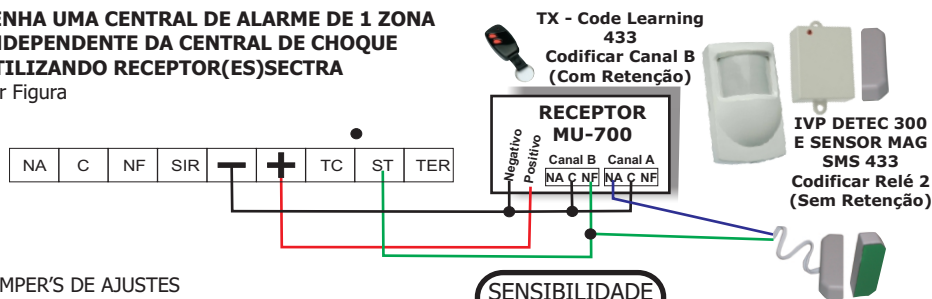 ENHA UMA CENTRAL DE ALARME DE 1 ZONA
NDEPENDENTE DA CENTRAL DE CHOQUE
TILIZANDO RECEPTOR(ES)SECTRA
r Figura
TX - Code Learning
433
Codificar Canal B
(Com Retenção)
RECEPTOR
MU-700
Negativo
Positivo
Canal B Canal A
NA C NF NA C NF
IVP DETEC 300
E SENSOR MAG
SMS 433
Codificar Relé 2
(Sem Retenção)
NA C NF SIR - + TC ST TER
MPER'S DE AJUSTES
SENSIBILIDADE